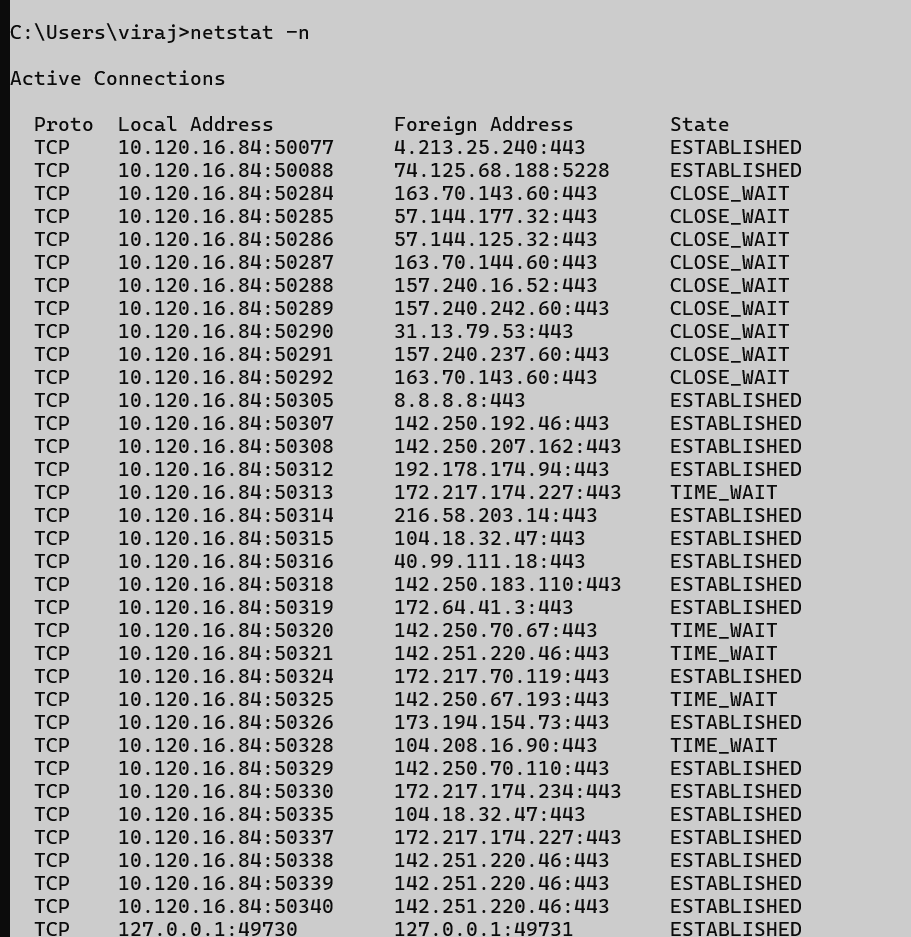 C:\Users\viraj>netstat -n
Active Connections
Proto  Local Address          Foreign Address        State
TCP    10.120.16.84:50077     4.213.25.240:443       ESTABLISHED
TCP    10.120.16.84:50088     74.125.68.188:5228     ESTABLISHED
TCP    10.120.16.84:50284     163.70.143.60:443      CLOSE_WAIT
TCP    10.120.16.84:50285     57.144.177.32:443      CLOSE_WAIT
TCP    10.120.16.84:50286     57.144.125.32:443      CLOSE_WAIT
TCP    10.120.16.84:50287     163.70.144.60:443      CLOSE_WAIT
TCP    10.120.16.84:50288     157.240.16.52:443      CLOSE_WAIT
TCP    10.120.16.84:50289     157.240.242.60:443     CLOSE_WAIT
TCP    10.120.16.84:50290     31.13.79.53:443        CLOSE_WAIT
TCP    10.120.16.84:50291     157.240.237.60:443     CLOSE_WAIT
TCP    10.120.16.84:50292     163.70.143.60:443      CLOSE_WAIT
TCP    10.120.16.84:50305     8.8.8.8:443            ESTABLISHED
TCP    10.120.16.84:50307     142.250.192.46:443     ESTABLISHED
TCP    10.120.16.84:50308     142.250.207.162:443    ESTABLISHED
TCP    10.120.16.84:50312     192.178.174.94:443     ESTABLISHED
TCP    10.120.16.84:50313     172.217.174.227:443    TIME_WAIT
TCP    10.120.16.84:50314     216.58.203.14:443      ESTABLISHED
TCP    10.120.16.84:50315     104.18.32.47:443       ESTABLISHED
TCP    10.120.16.84:50316     40.99.111.18:443       ESTABLISHED
TCP    10.120.16.84:50318     142.250.183.110:443    ESTABLISHED
TCP    10.120.16.84:50319     172.64.41.3:443        ESTABLISHED
TCP    10.120.16.84:50320     142.250.70.67:443      TIME_WAIT
TCP    10.120.16.84:50321     142.251.220.46:443     TIME_WAIT
TCP    10.120.16.84:50324     172.217.70.119:443     ESTABLISHED
TCP    10.120.16.84:50325     142.250.67.193:443     TIME_WAIT
TCP    10.120.16.84:50326     173.194.154.73:443     ESTABLISHED
TCP    10.120.16.84:50328     104.208.16.90:443      TIME_WAIT
TCP    10.120.16.84:50329     142.250.70.110:443     ESTABLISHED
TCP    10.120.16.84:50330     172.217.174.234:443    ESTABLISHED
TCP    10.120.16.84:50335     104.18.32.47:443       ESTABLISHED
TCP    10.120.16.84:50337     172.217.174.227:443    ESTABLISHED
TCP    10.120.16.84:50338     142.251.220.46:443     ESTABLISHED
TCP    10.120.16.84:50339     142.251.220.46:443     ESTABLISHED
TCP    10.120.16.84:50340     142.251.220.46:443     ESTABLISHED
TCP    127.0.0.1:49730        127.0.0.1:49731        ESTABLISHED